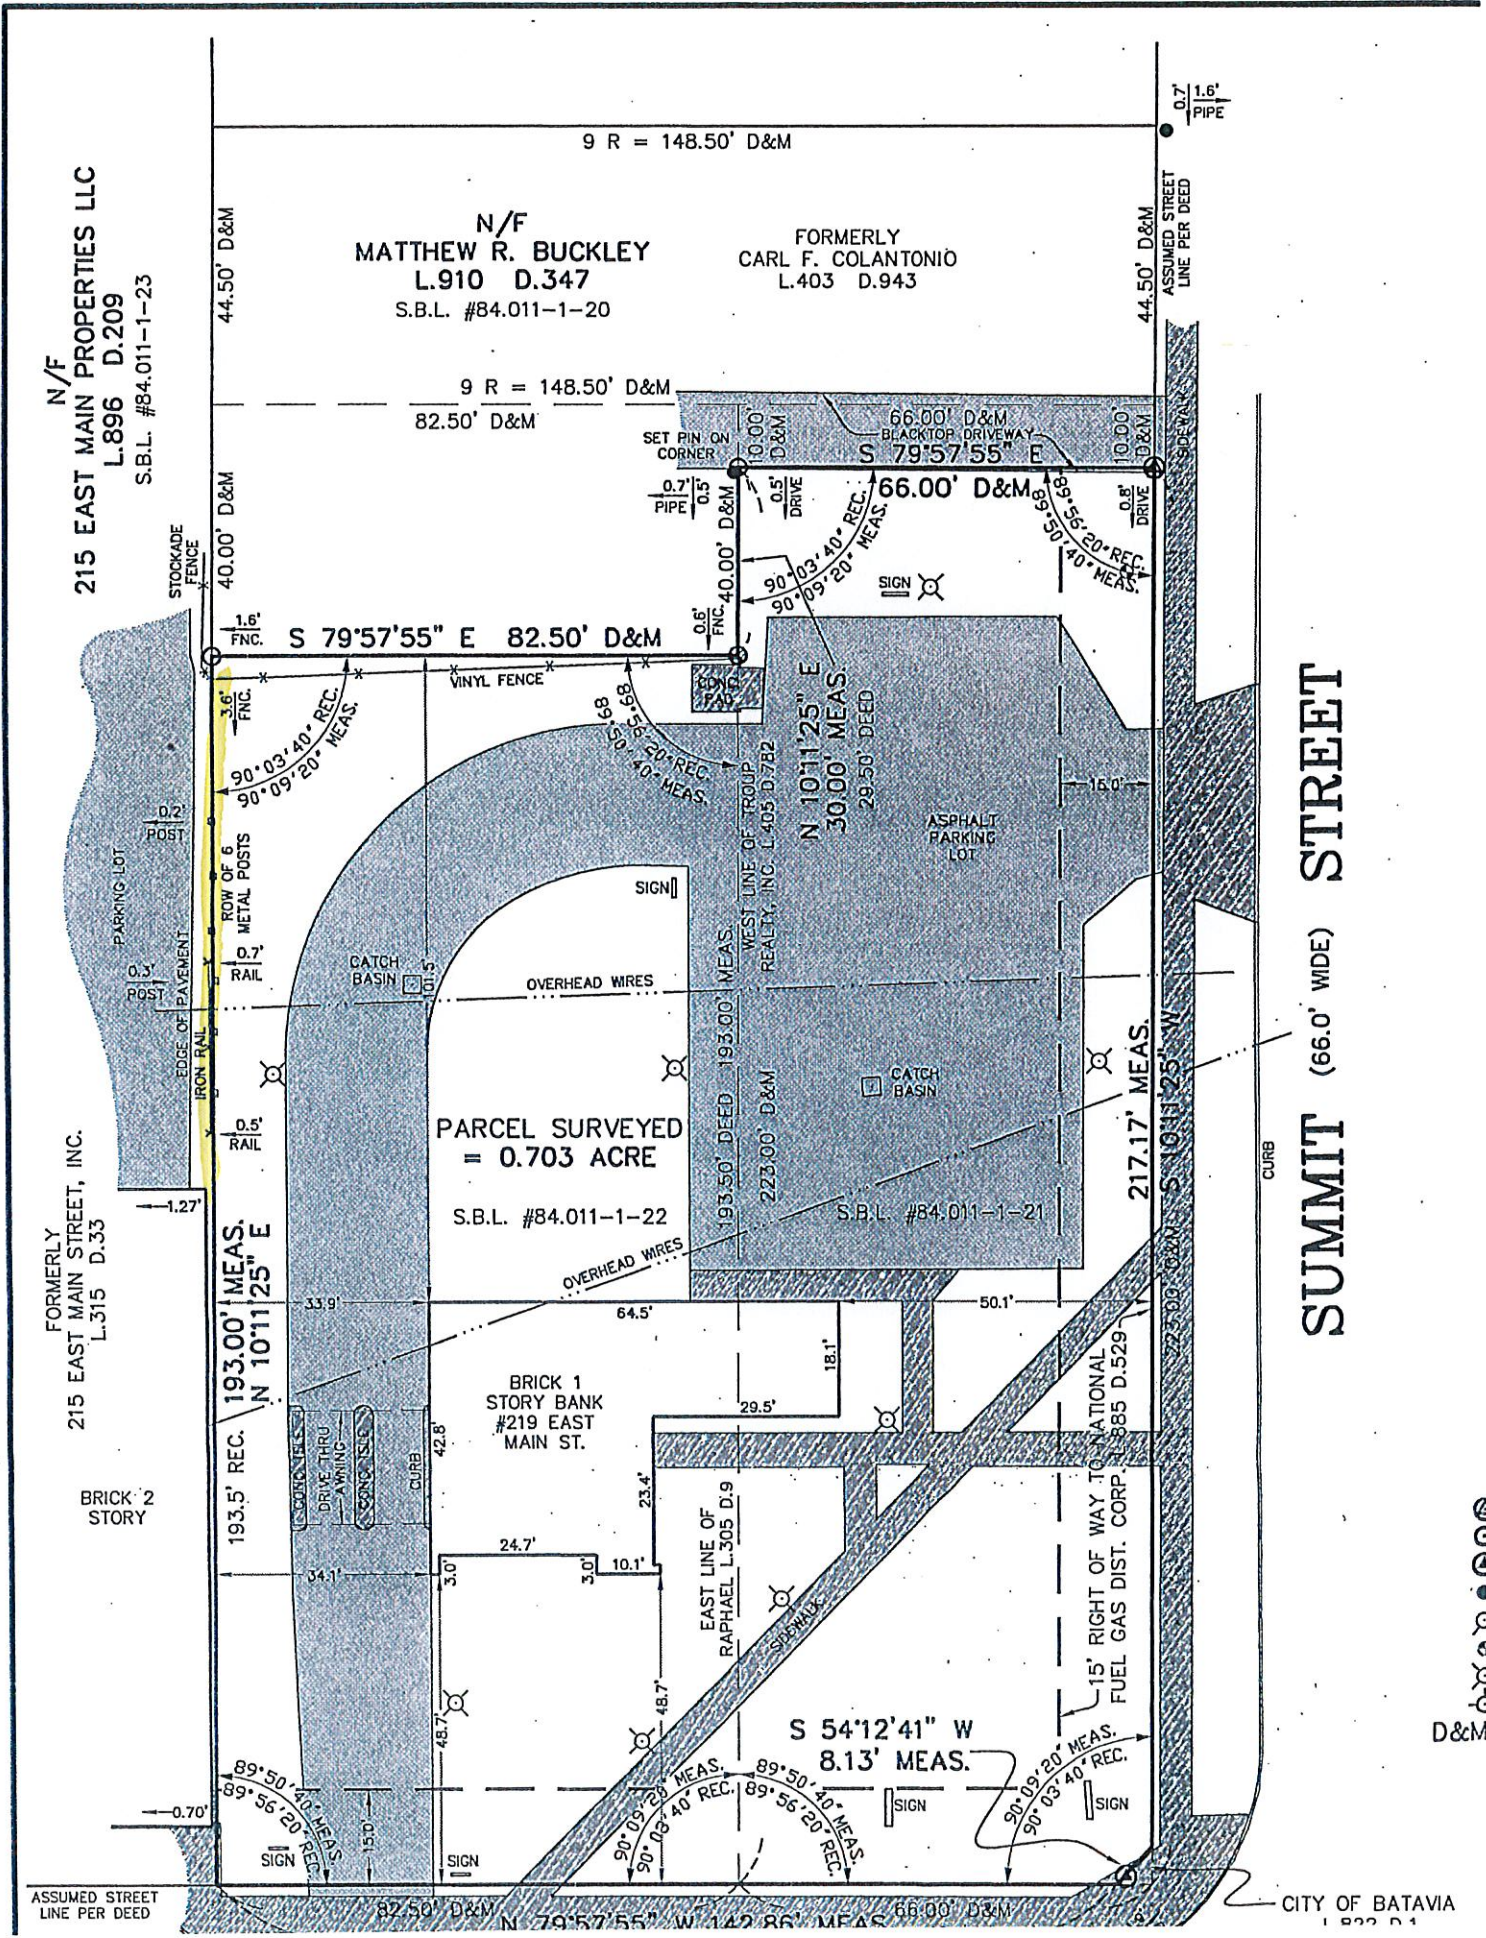 0.7'
1.6'
PIPE
9 R = 148.50' D&M
ASSUMED STREET
LINE PER DEED
44.50' D&M
44.50' D&M
N/F
MATTHEW R. BUCKLEY
L.910 D.347
S.B.L. #84.011-1-20
FORMERLY
CARL F. COLANTONIO
L.403 D.943
N/F
215 EAST MAIN PROPERTIES LLC
L.896 D.209
S.B.L. #84.011-1-23
9 R = 148.50' D&M
82.50' D&M
SET PIN ON
CORNER
10.00'
D&M
66.00' D&M
BLACKTOP DRIVEWAY
10.00'
D&M
SIDEWALK
S 79°57'55" E
66.00' D&M
0.7'
PIPE
0.5'
0.5'
DRIVE
0.8'
DRIVE
40.00' D&M
40.00' D&M
90°03'40" REC.
90°09'20" MEAS.
89°56'20" REC.
89°50'40" MEAS.
SIGN
STOCKADE
FENCE
1.6'
FNC.
S 79°57'55" E 82.50' D&M
0.6'
FNC.
VINYL FENCE
CONC.
PAD
3.6'
FNC.
90°03'40" REC.
90°09'20" MEAS.
89°56'20" REC.
89°50'40" MEAS.
N 10°11'25" E
30.00' MEAS.
29.50' DEED
WEST LINE OF TROUP
REALTY, INC. L.405 D.782
15.0'
ASPHALT
PARKING
LOT
0.2'
POST
PARKING LOT
ROW OF 6
METAL POSTS
SIGN
0.7'
RAIL
0.3'
POST
EDGE OF PAVEMENT
IRON RAIL
CATCH
BASIN
101.5'
OVERHEAD WIRES
193.50' DEED 193.00' MEAS.
223.00' D&M
CATCH
BASIN
0.5'
RAIL
PARCEL SURVEYED
= 0.703 ACRE
S.B.L. #84.011-1-22
S.B.L. #84.011-1-21
217.17' MEAS.
S 10°11'25" W
223.00' D&M
CURB
SUMMIT (66.0' WIDE) STREET
1.27'
FORMERLY
215 EAST MAIN STREET, INC.
L.315 D.33
193.5' REC. 193.00' MEAS.
N 10°11'25" E
OVERHEAD WIRES
33.9'
64.5'
50.1'
18.1'
29.5'
BRICK 1
STORY BANK
#219 EAST
MAIN ST.
CONC. ISLE
DRIVE THRU
AWNING
CONC. ISLE
CURB
42.8'
23.4'
BRICK 2
STORY
24.7'
3.0'
3.0'
10.1'
34.1'
EAST LINE OF
RAPHAEL L.305 D.9
SIDEWALK
15' RIGHT OF WAY TO NATIONAL
FUEL GAS DIST. CORP. L.885 D.529
48.7'
48.7'
S 54°12'41" W
8.13' MEAS.
D&M
89°50'40" MEAS.
89°56'20" REC.
90°09'20" MEAS.
90°03'40" REC.
89°50'40" MEAS.
89°56'20" REC.
90°09'20" MEAS.
90°03'40" REC.
0.70'
15.0'
SIGN
SIGN
SIGN
SIGN
ASSUMED STREET
LINE PER DEED
82.50' D&M
66.00' D&M
N 79°57'55" W 142.86' MEAS.
CITY OF BATAVIA
L.822 D.1